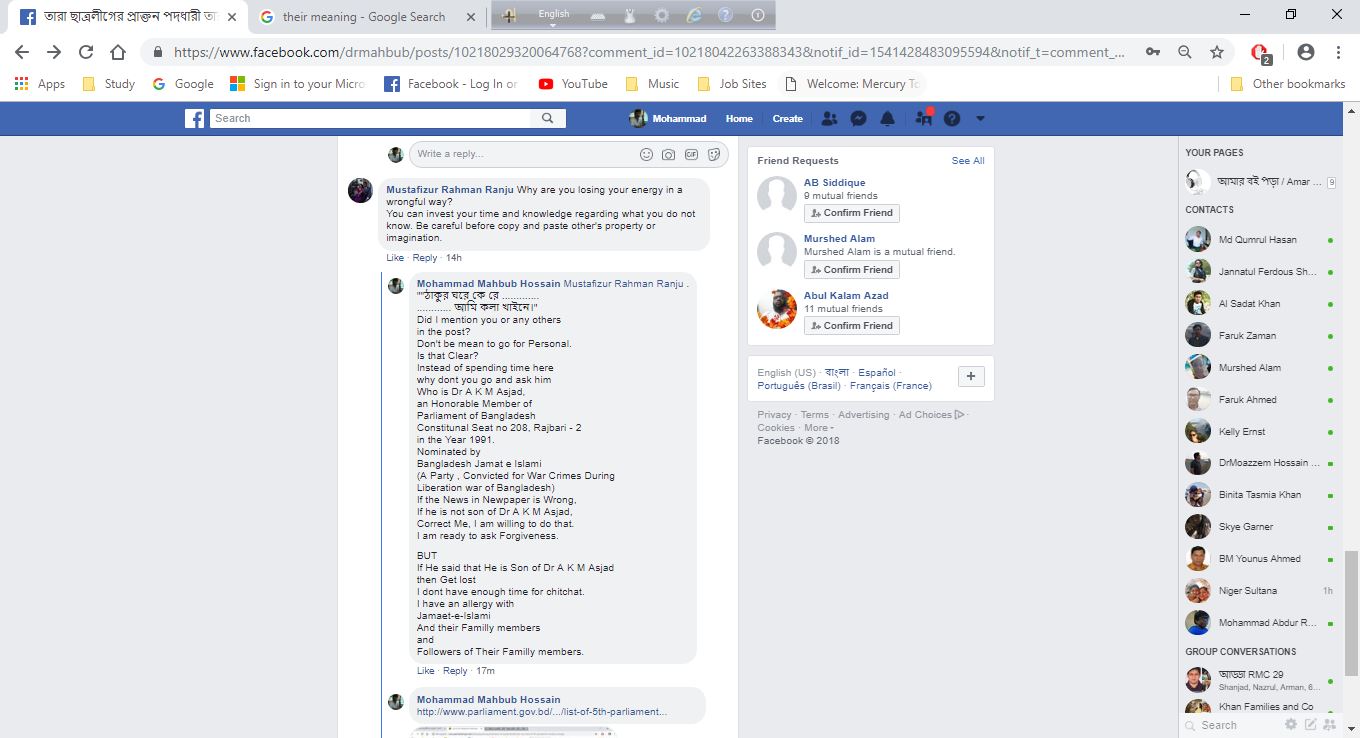 তারা ছাত্রলীগের প্রাক্তন পদধারী তা
their meaning - Google Search
English
https://www.facebook.com/drmahbub/posts/10218029320064768?comment_id=10218042263388343&notif_id=1541428483095594&notif_t=comment_...
2
Apps
Study
Google
Sign in to your Micro
Facebook - Log In or
YouTube
Music
Job Sites
Welcome: Mercury To
Other bookmarks
Search
Mohammad
Home
Create
Write a reply...
GIF
Mustafizur Rahman Ranju Why are you losing your energy in a
wrongful way?
You can invest your time and knowledge regarding what you do not
know. Be careful before copy and paste other's property or
imagination.
Like · Reply · 14h
Mohammad Mahbub Hossain Mustafizur Rahman Ranju .
""ঠাকুর ঘরে কে রে ............
............ আমি কলা খাইনে।"
Did I mention you or any others
in the post?
Don't be mean to go for Personal.
Is that Clear?
Instead of spending time here
why dont you go and ask him
Who is Dr A K M Asjad,
an Honorable Member of
Parliament of Bangladesh
Constitunal Seat no 208, Rajbari - 2
in the Year 1991.
Nominated by
Bangladesh Jamat e Islami
(A Party , Convicted for War Crimes During
Liberation war of Bangladesh)
If the News in Newpaper is Wrong,
If he is not son of Dr A K M Asjad,
Correct Me, I am willing to do that.
I am ready to ask Forgiveness.
BUT
If He said that He is Son of Dr A K M Asjad
then Get lost
I dont have enough time for chitchat.
I have an allergy with
Jamaet-e-Islami
And their Familly members
and
Followers of Their Familly members.
Like · Reply · 17m
Mohammad Mahbub Hossain
http://www.parliament.gov.bd/.../list-of-5th-parliament...
Friend Requests
See All
AB Siddique
9 mutual friends
Confirm Friend
Murshed Alam
Murshed Alam is a mutual friend.
Confirm Friend
Abul Kalam Azad
11 mutual friends
Confirm Friend
English (US) · বাংলা · Español ·
Português (Brasil) · Français (France)
Privacy · Terms · Advertising · Ad Choices ·
Cookies · More
Facebook © 2018
YOUR PAGES
আমার বই পড়া / Amar ...
9
CONTACTS
Md Qumrul Hasan
Jannatul Ferdous Sh...
Al Sadat Khan
Faruk Zaman
Murshed Alam
Faruk Ahmed
Kelly Ernst
DrMoazzem Hossain ...
Binita Tasmia Khan
Skye Garner
BM Younus Ahmed
Niger Sultana
1h
Mohammad Abdur R...
GROUP CONVERSATIONS
আড্ডা RMC 29
Shanjad, Nazrul, Arman, 6...
Khan Families and Co
Search